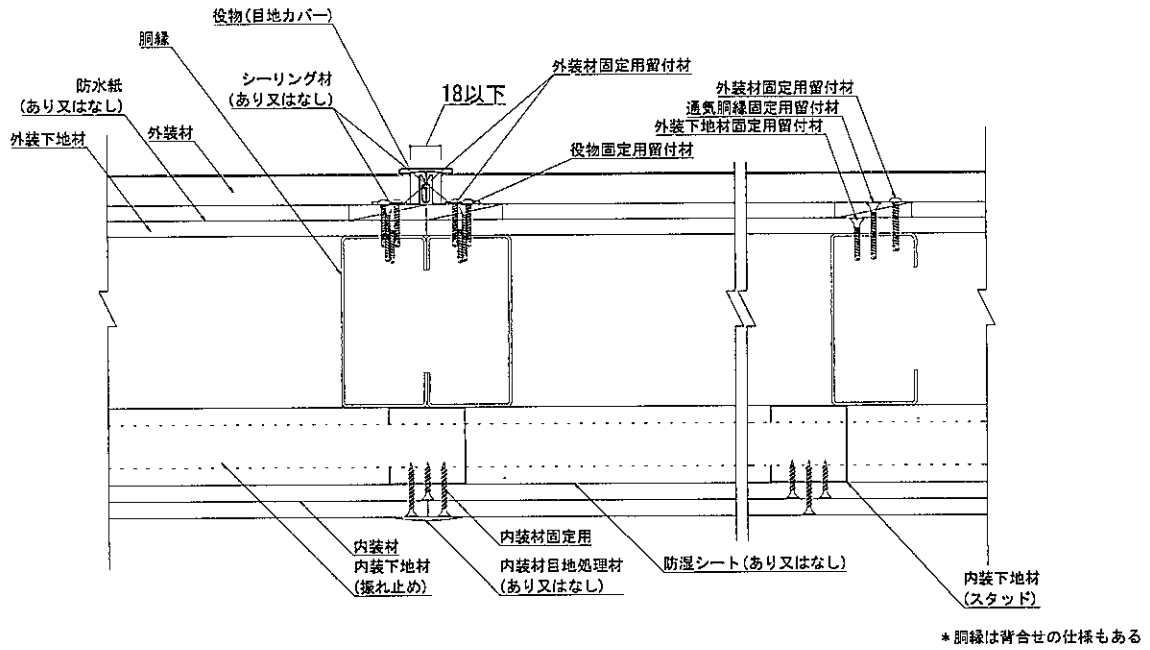 役物(目地カバー)
胴縁
防水紙
(あり又はなし)
シーリング材
(あり又はなし)
18以下
外装材固定用留付材
外装材固定用留付材
通気胴縁固定用留付材
外装下地材固定用留付材
外装下地材
外装材
役物固定用留付材
内装材
内装下地材
(振れ止め)
内装材固定用
内装材目地処理材
(あり又はなし)
防湿シート(あり又はなし)
内装下地材
(スタッド)
*胴縁は背合せの仕様もある